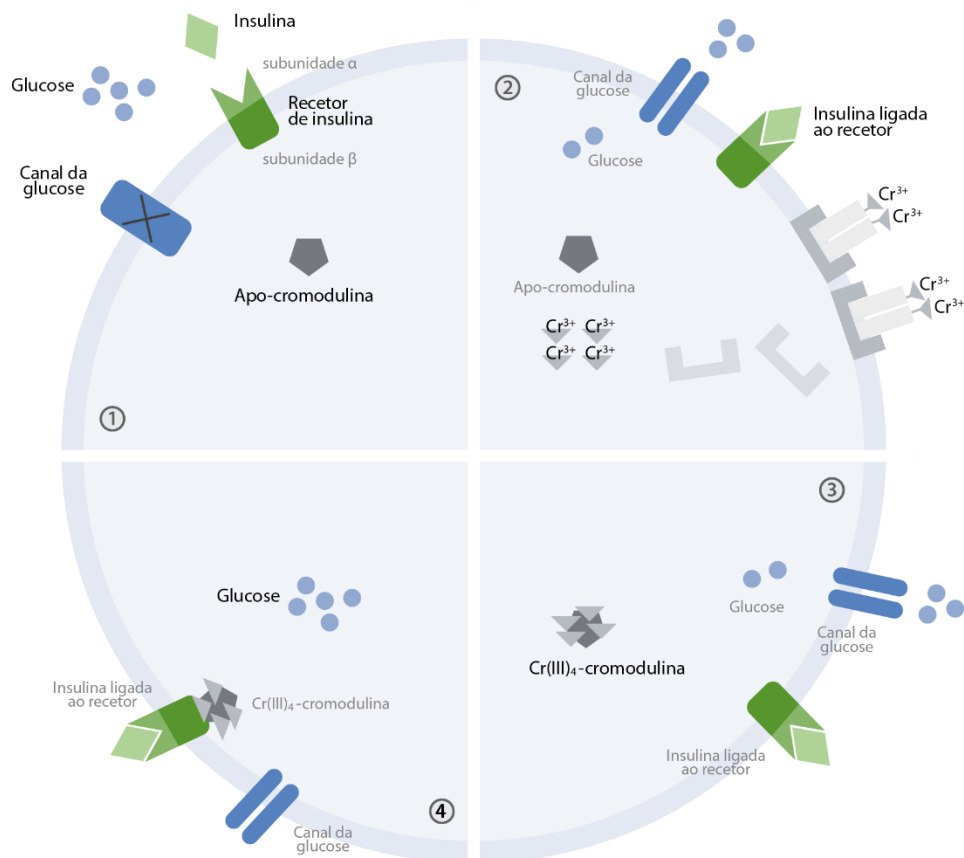 Insulina
subunidade α
Glucose
Recetor
de insulina
subunidade β
Canal da
glucose
Apo-cromodulina
1
2
Canal da
glucose
Glucose
Insulina ligada
ao recetor
Cr³⁺
Cr³⁺
Cr³⁺
Cr³⁺
Apo-cromodulina
Cr³⁺ Cr³⁺
Cr³⁺ Cr³⁺
3
Glucose
Canal da
glucose
Cr(III)₄-cromodulina
Insulina ligada
ao recetor
Glucose
Insulina ligada
ao recetor
Cr(III)₄-cromodulina
4
Canal da
glucose